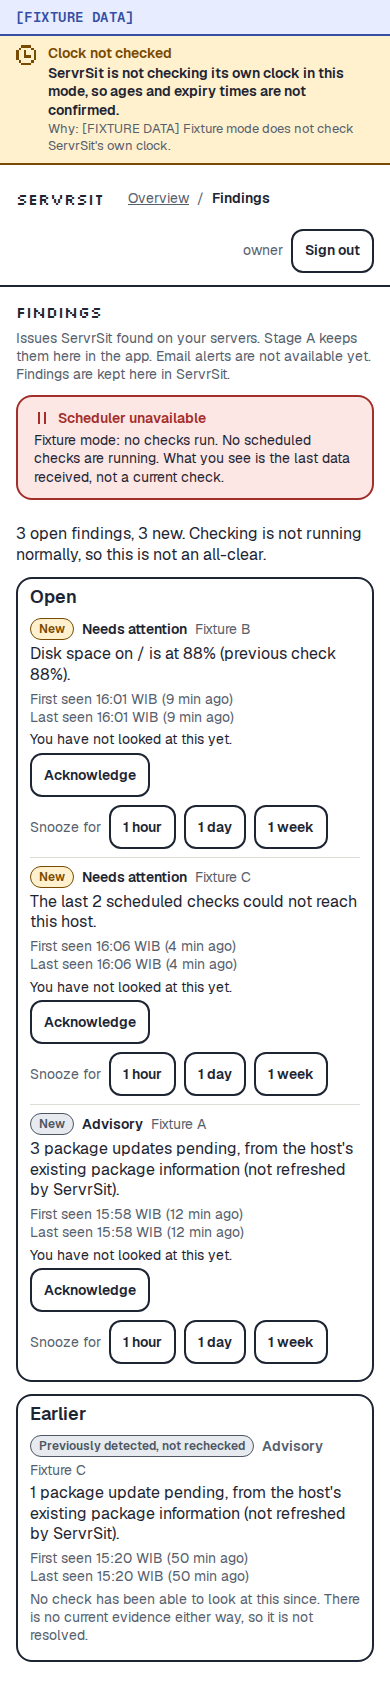 [FIXTURE DATA]
Clock not checked
ServrSit is not checking its own clock in this
mode, so ages and expiry times are not
confirmed.
Why: [FIXTURE DATA] Fixture mode does not check
ServrSit's own clock.
SERVRSIT
Overview / Findings
owner
Sign out
FINDINGS
Issues ServrSit found on your servers. Stage A keeps
them here in the app. Email alerts are not available yet.
Findings are kept here in ServrSit.
Scheduler unavailable
Fixture mode: no checks run. No scheduled
checks are running. What you see is the last data
received, not a current check.
3 open findings, 3 new. Checking is not running
normally, so this is not an all-clear.
Open
New Needs attention Fixture B
Disk space on / is at 88% (previous check
88%).
First seen 16:01 WIB (9 min ago)
Last seen 16:01 WIB (9 min ago)
You have not looked at this yet.
Acknowledge
Snooze for 1 hour 1 day 1 week
New Needs attention Fixture C
The last 2 scheduled checks could not reach
this host.
First seen 16:06 WIB (4 min ago)
Last seen 16:06 WIB (4 min ago)
You have not looked at this yet.
Acknowledge
Snooze for 1 hour 1 day 1 week
New Advisory Fixture A
3 package updates pending, from the host's
existing package information (not refreshed
by ServrSit).
First seen 15:58 WIB (12 min ago)
Last seen 15:58 WIB (12 min ago)
You have not looked at this yet.
Acknowledge
Snooze for 1 hour 1 day 1 week
Earlier
Previously detected, not rechecked Advisory
Fixture C
1 package update pending, from the host's
existing package information (not refreshed
by ServrSit).
First seen 15:20 WIB (50 min ago)
Last seen 15:20 WIB (50 min ago)
No check has been able to look at this since. There
is no current evidence either way, so it is not
resolved.